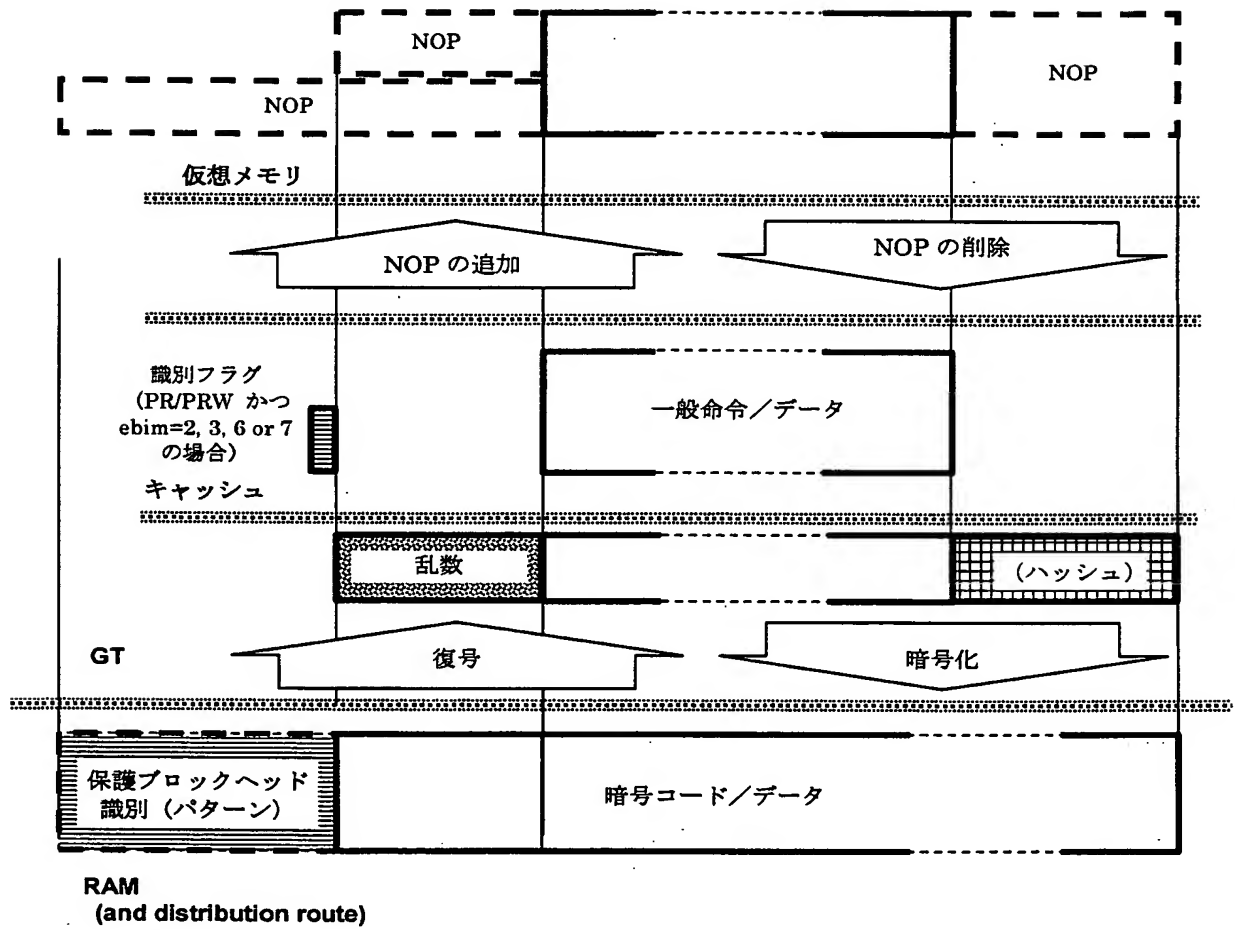 NOP
NOP
NOP
仮想メモリ
NOP の追加
NOP の削除
識別フラグ
(PR/PRW かつ
ebim=2, 3, 6 or 7
の場合)
一般命令／データ
キャッシュ
乱数
（ハッシュ）
GT
復号
暗号化
保護ブロックヘッド
識別（パターン）
暗号コード／データ
RAM
(and distribution route)